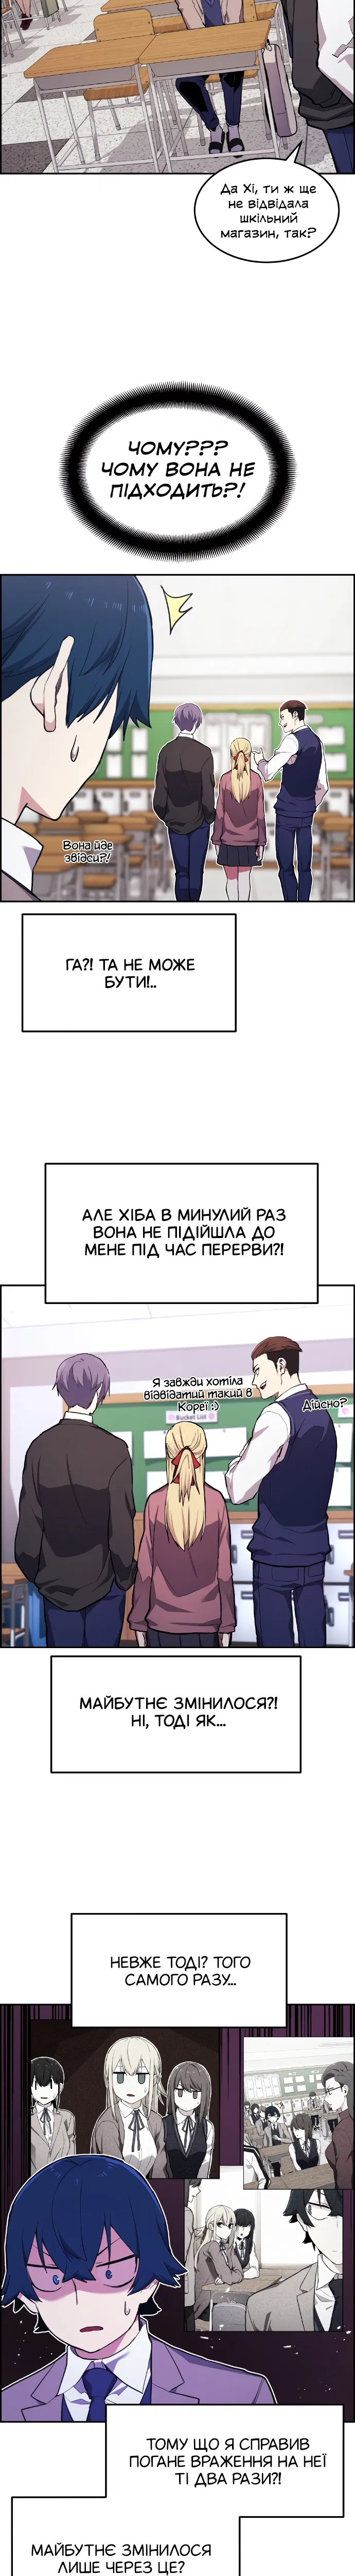 Да Хі, ти ж ще
не відвідала
шкільний
магазин, так?
ЧОМУ???
ЧОМУ ВОНА НЕ
ПІДХОДИТЬ?!
Вона йде
звідси?!
ГА?! ТА НЕ МОЖЕ
БУТИ!..
АЛЕ ХІБА В МИНУЛИЙ РАЗ
ВОНА НЕ ПІДІЙШЛА ДО
МЕНЕ ПІД ЧАС ПЕРЕРВИ?!
Я завжди хотіла
відвідатий такий в
Кореї :)
Дійсно?
Bucket List
МАЙБУТНЄ ЗМІНИЛОСЯ?!
НІ, ТОДІ ЯК...
НЕВЖЕ ТОДІ? ТОГО
САМОГО РАЗУ...
ТОМУ ЩО Я СПРАВИВ
ПОГАНЕ ВРАЖЕННЯ НА НЕЇ
ТІ ДВА РАЗИ?!
МАЙБУТНЄ ЗМІНИЛОСЯ
ЛИШЕ ЧЕРЕЗ ЦЕ?